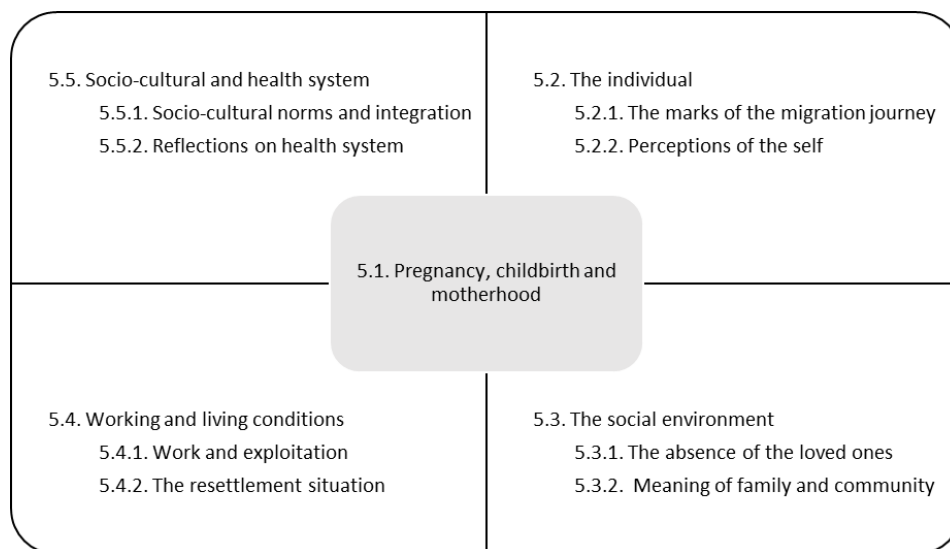 5.5. Socio-cultural and health system
5.5.1. Socio-cultural norms and integration
5.5.2. Reflections on health system
5.2. The individual
5.2.1. The marks of the migration journey
5.2.2. Perceptions of the self
5.1. Pregnancy, childbirth and
motherhood
5.4. Working and living conditions
5.4.1. Work and exploitation
5.4.2. The resettlement situation
5.3. The social environment
5.3.1. The absence of the loved ones
5.3.2. Meaning of family and community